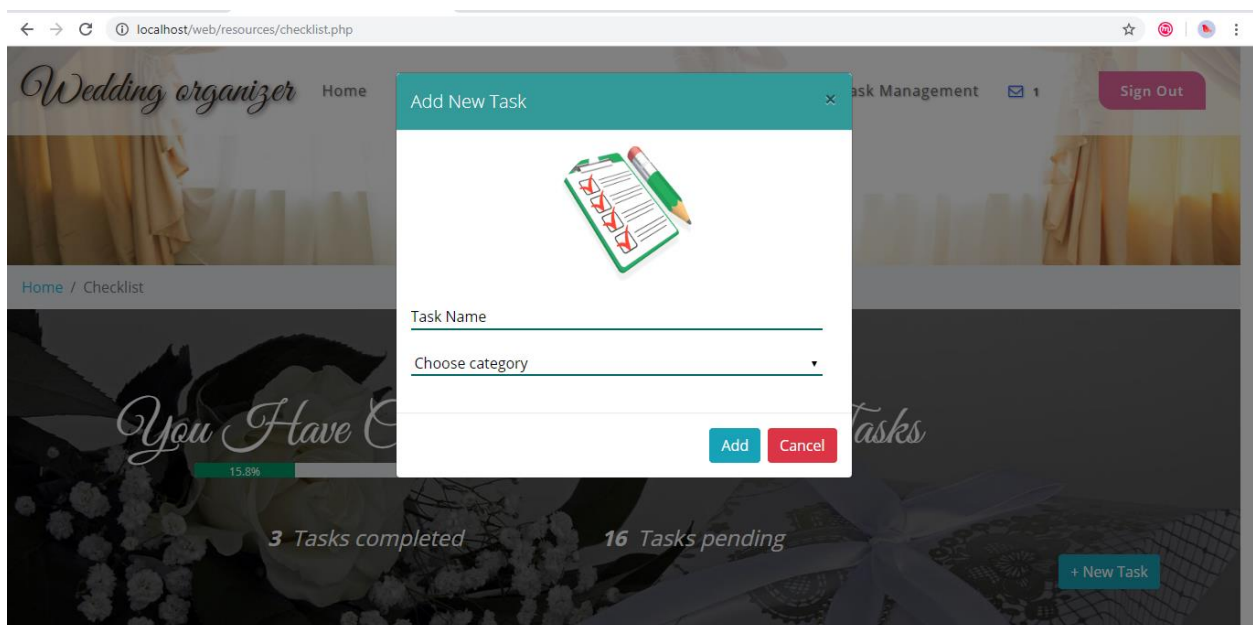 localhost/web/resources/checklist.php
Wedding organizer Home ask Management 1 Sign Out
Add New Task ×
Home / Checklist
Task Name
Choose category
You Have C Tasks
Add Cancel
15.8%
3 Tasks completed 16 Tasks pending
+ New Task